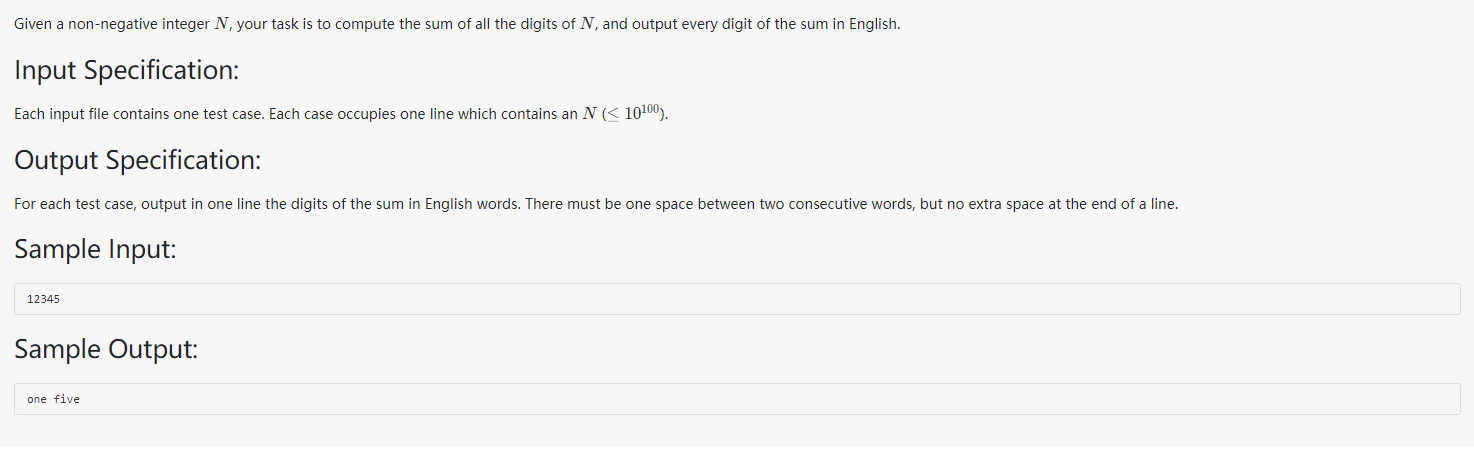 Given a non-negative integer N, your task is to compute the sum of all the digits of N, and output every digit of the sum in English.
Input Specification:
Each input file contains one test case. Each case occupies one line which contains an N (≤ 10¹⁰⁰).
Output Specification:
For each test case, output in one line the digits of the sum in English words. There must be one space between two consecutive words, but no extra space at the end of a line.
Sample Input:
12345
Sample Output:
one five